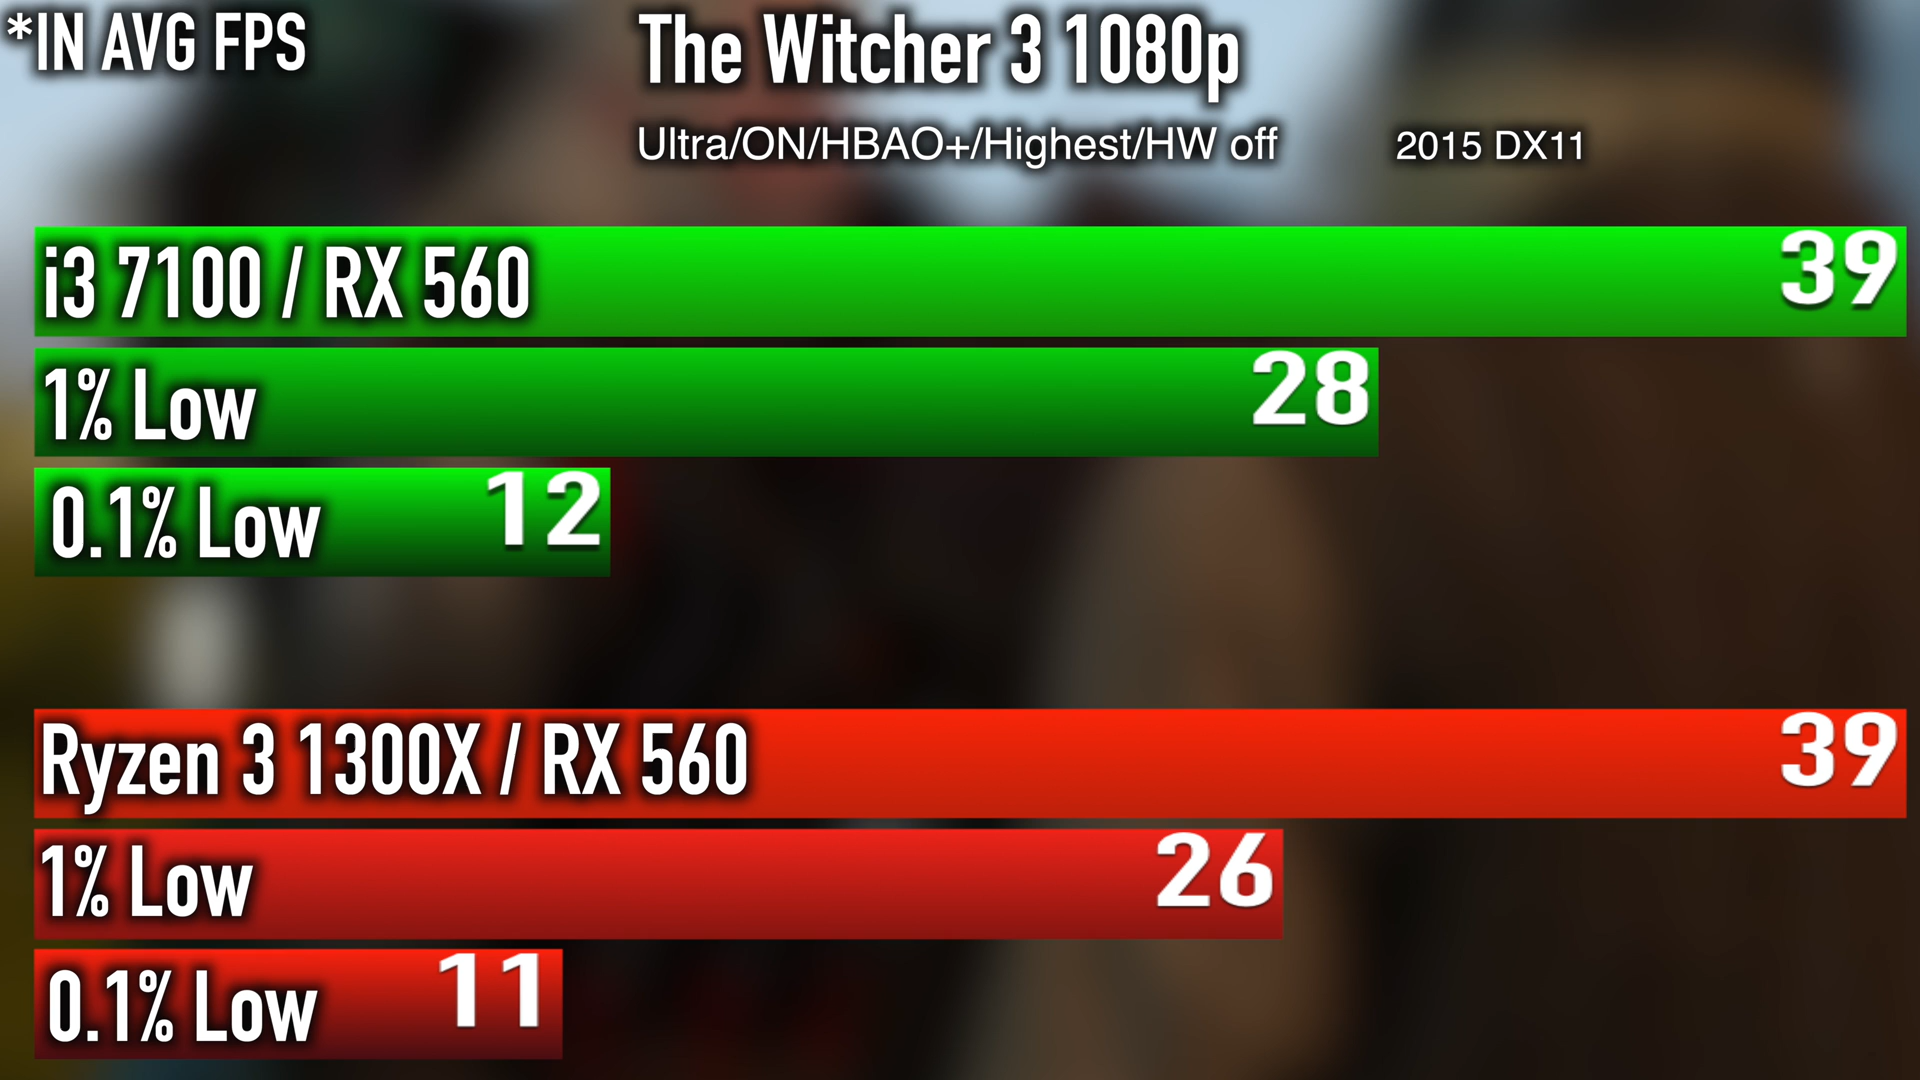 *IN AVG FPS
The Witcher 3 1080p
Ultra/ON/HBAO+/Highest/HW off 2015 DX11
i3 7100 / RX 560 39
1% Low 28
0.1% Low 12
Ryzen 3 1300X / RX 560 39
1% Low 26
0.1% Low 11